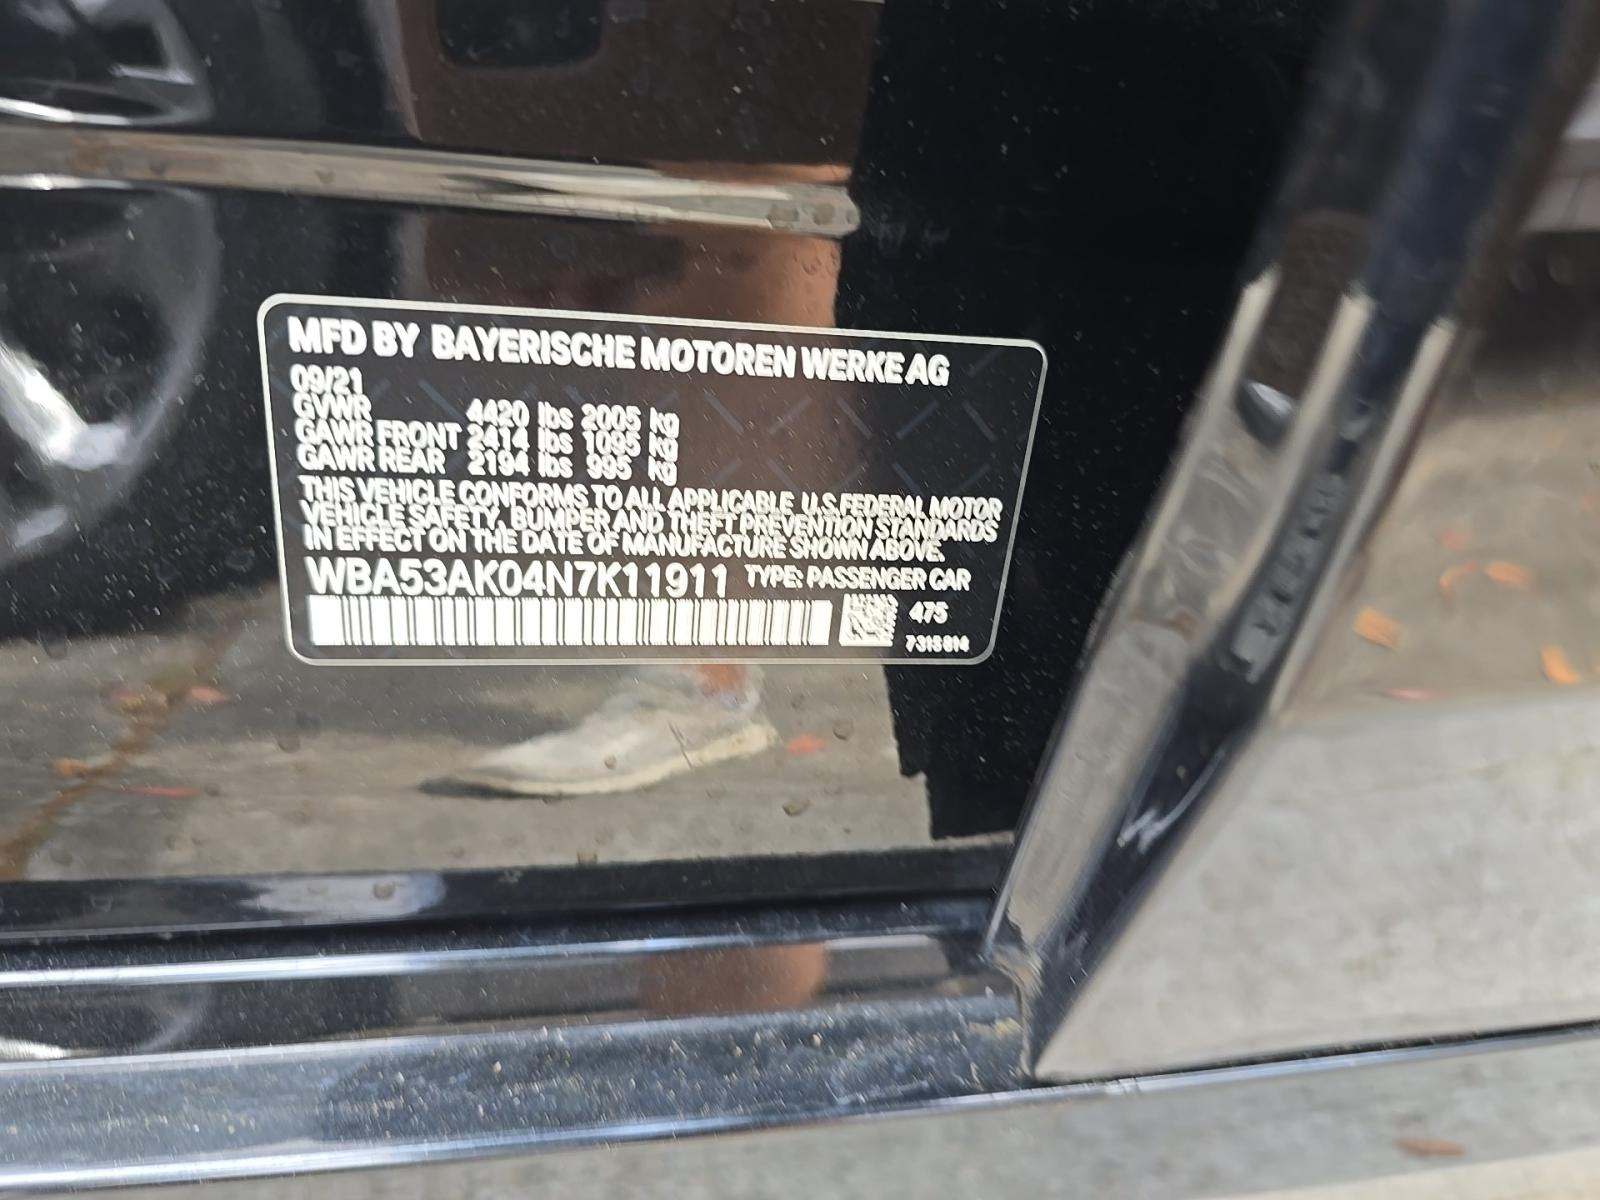 MFD BY BAYERISCHE MOTOREN WERKE AG
09/21
GVWR 4420 lbs 2005 kg
GAWR FRONT 2414 lbs 1095 kg
GAWR REAR 2194 lbs 995 kg
THIS VEHICLE CONFORMS TO ALL APPLICABLE U.S.FEDERAL MOTOR
VEHICLE SAFETY, BUMPER AND THEFT PREVENTION STANDARDS
IN EFFECT ON THE DATE OF MANUFACTURE SHOWN ABOVE.
WBA53AK04N7K11911 TYPE: PASSENGER CAR
475